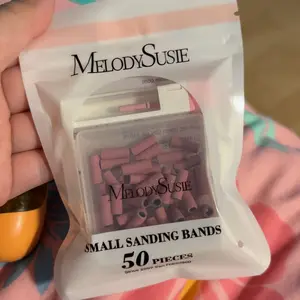 MELODYSUSIE
MELODYSUSIE
SMALL SANDING BANDS
50 PIECES